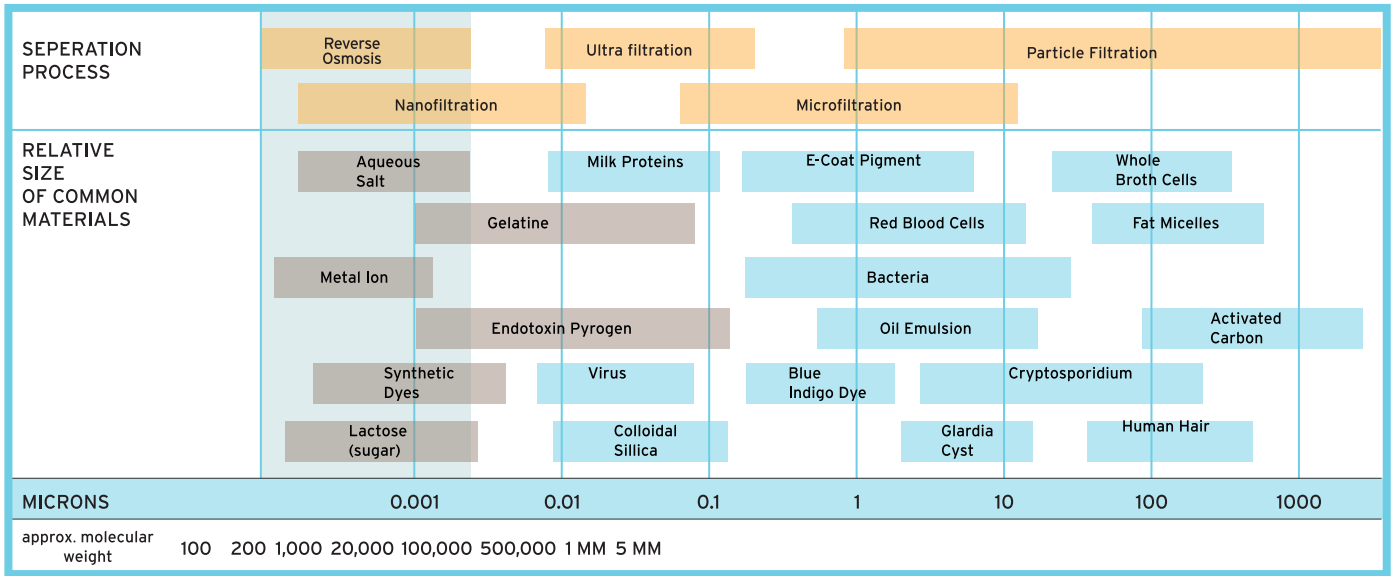 SEPERATION
PROCESS
Reverse
Osmosis
Ultra filtration
Particle Filtration
Nanofiltration
Microfiltration
RELATIVE
SIZE
OF COMMON
MATERIALS
Aqueous
Salt
Milk Proteins
E-Coat Pigment
Whole
Broth Cells
Gelatine
Red Blood Cells
Fat Micelles
Metal Ion
Bacteria
Endotoxin Pyrogen
Oil Emulsion
Activated
Carbon
Synthetic
Dyes
Virus
Blue
Indigo Dye
Cryptosporidium
Lactose
(sugar)
Colloidal
Sillica
Glardia
Cyst
Human Hair
MICRONS 0.001 0.01 0.1 1 10 100 1000
approx. molecular
weight
100 200 1,000 20,000 100,000 500,000 1 MM 5 MM